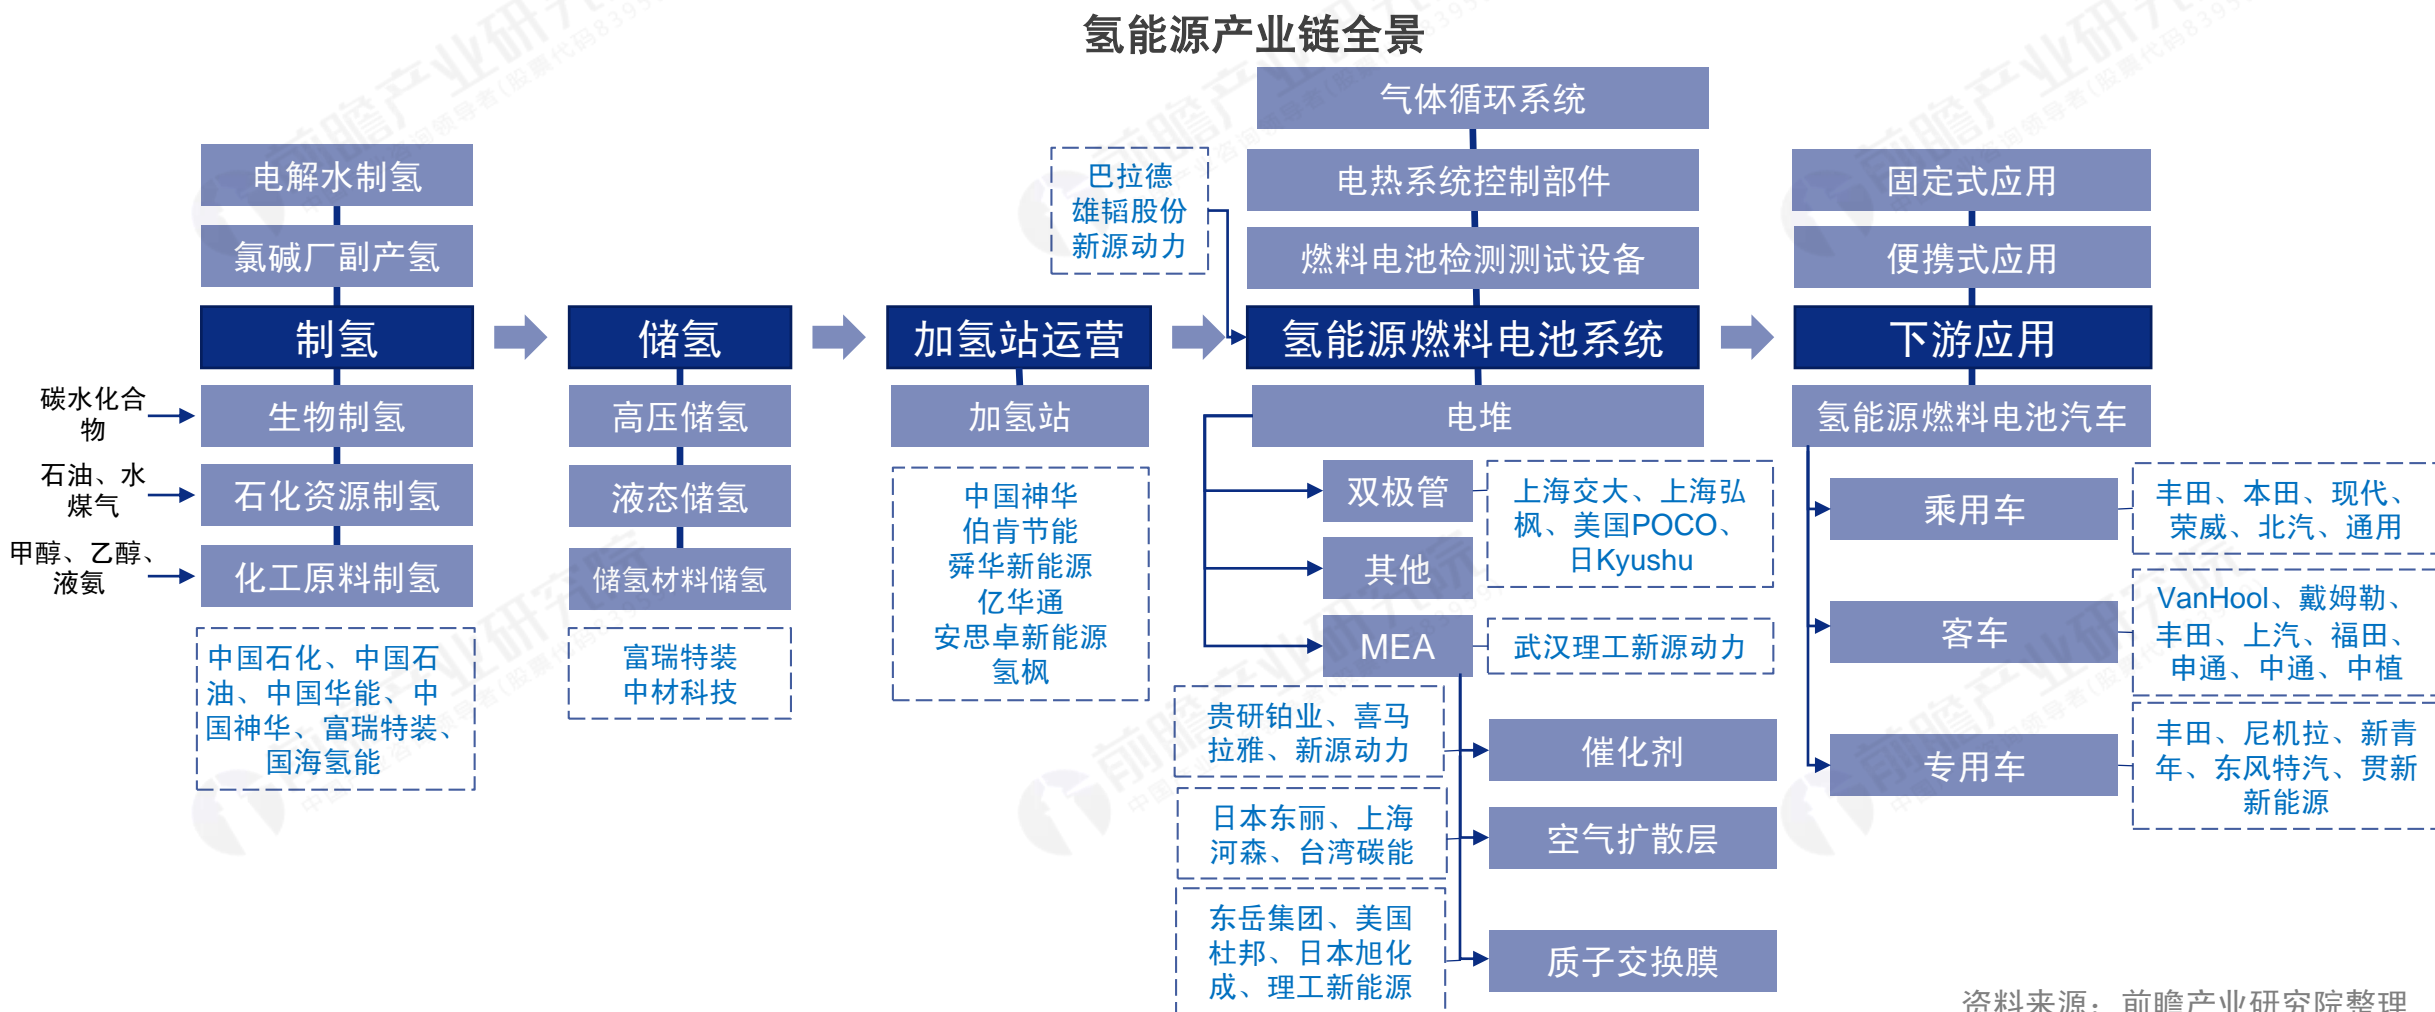 氢能源产业链全景
电解水制氢
氯碱厂副产氢
制氢
碳水化合
物
生物制氢
石油、水
煤气
石化资源制氢
甲醇、乙醇、
液氨
化工原料制氢
中国石化、中国石
油、中国华能、中
国神华、富瑞特装、
国海氢能
储氢
高压储氢
液态储氢
储氢材料储氢
富瑞特装
中材科技
加氢站运营
加氢站
中国神华
伯肯节能
舜华新能源
亿华通
安思卓新能源
氢枫
巴拉德
雄韬股份
新源动力
气体循环系统
电热系统控制部件
燃料电池检测测试设备
氢能源燃料电池系统
电堆
双极管
上海交大、上海弘
枫、美国POCO、
日Kyushu
其他
MEA
武汉理工新源动力
贵研铂业、喜马
拉雅、新源动力
催化剂
日本东丽、上海
河森、台湾碳能
空气扩散层
东岳集团、美国
杜邦、日本旭化
成、理工新能源
质子交换膜
固定式应用
便携式应用
下游应用
氢能源燃料电池汽车
乘用车
丰田、本田、现代、
荣威、北汽、通用
客车
VanHool、戴姆勒、
丰田、上汽、福田、
申通、中通、中植
专用车
丰田、尼机拉、新青
年、东风特汽、贯新
新能源
资料来源：前瞻产业研究院整理
前瞻产业研究院